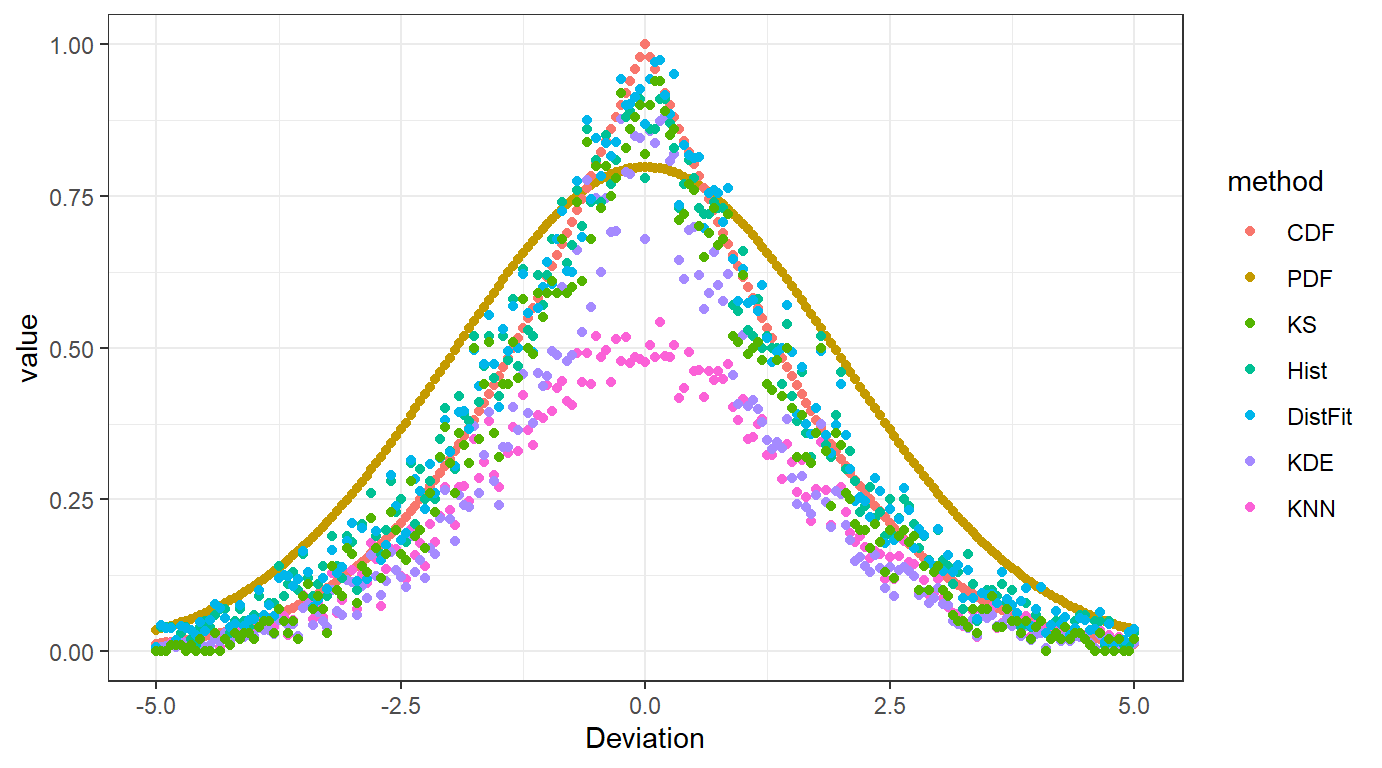 1.00
0.75
0.50
0.25
0.00
value
-5.0
-2.5
0.0
2.5
5.0
Deviation
method
CDF
PDF
KS
Hist
DistFit
KDE
KNN